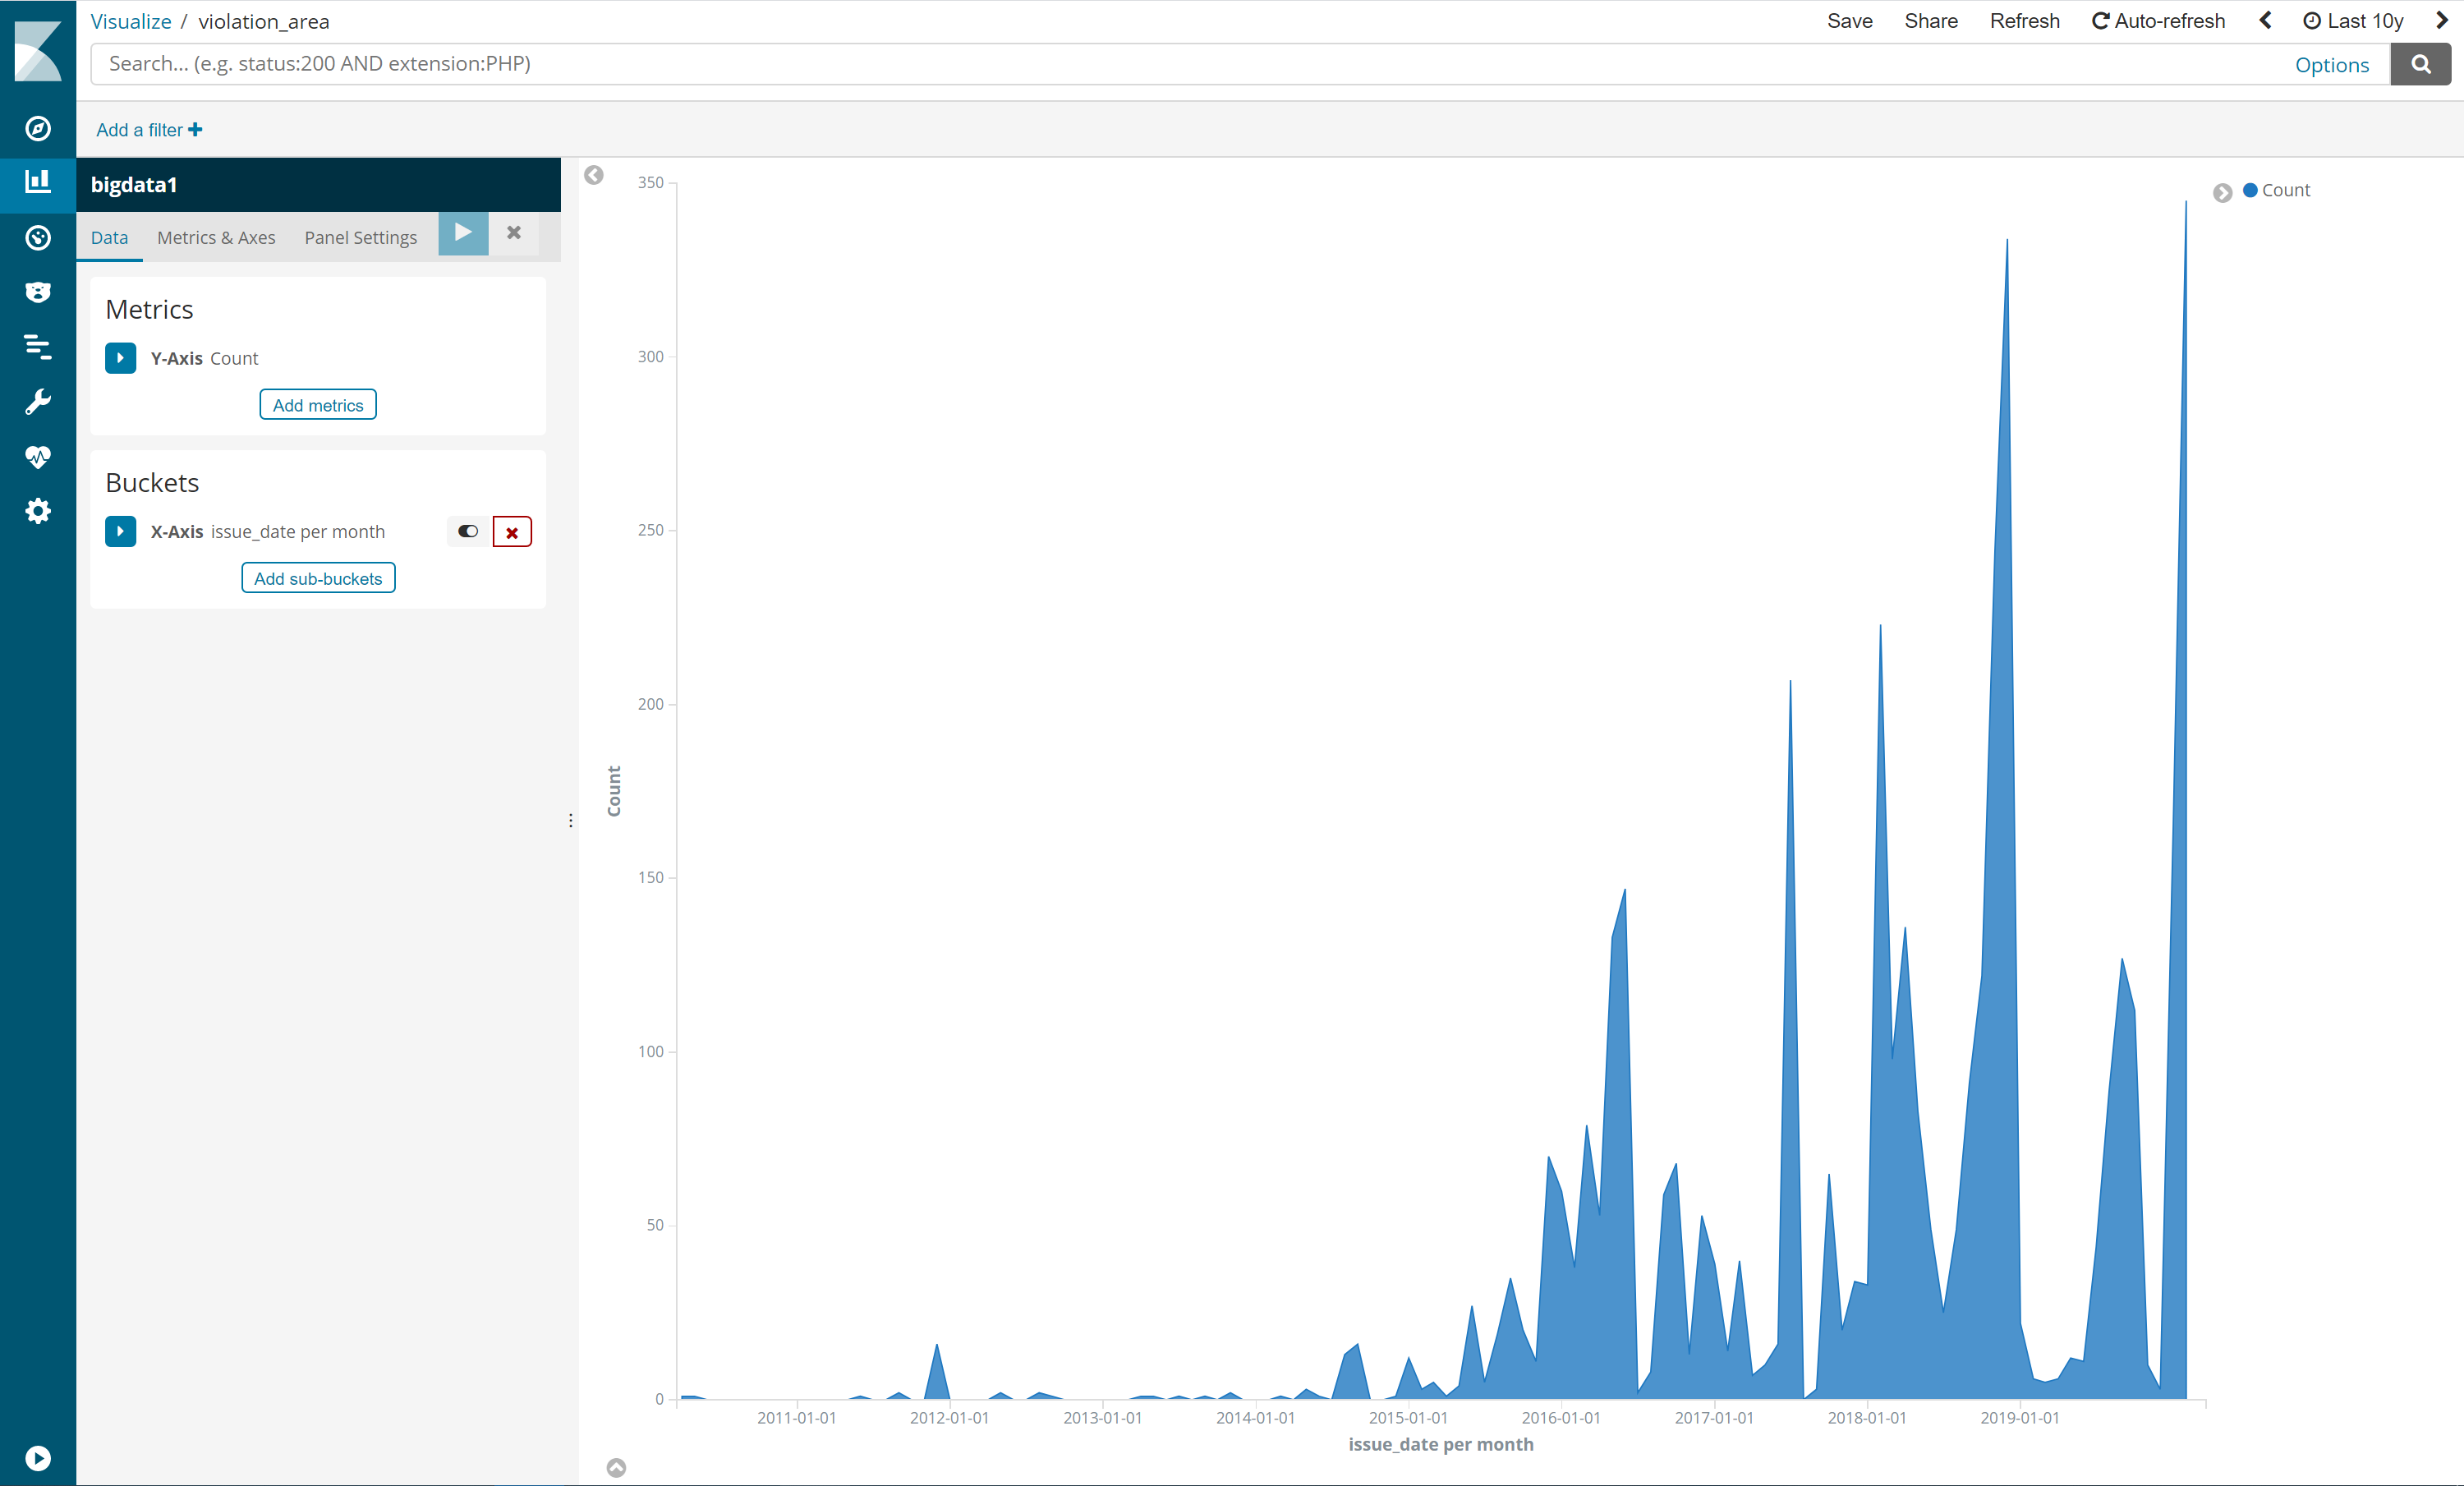 Visualize / violation_area
Save Share Refresh Auto-refresh Last 10y
Search... (e.g. status:200 AND extension:PHP)
Options
Add a filter
bigdata1
Data Metrics & Axes Panel Settings
Metrics
Y-Axis Count
Add metrics
Buckets
X-Axis issue_date per month
Add sub-buckets
Count
350
300
250
200
150
100
50
0
Count
2011-01-01 2012-01-01 2013-01-01 2014-01-01 2015-01-01 2016-01-01 2017-01-01 2018-01-01 2019-01-01
issue_date per month